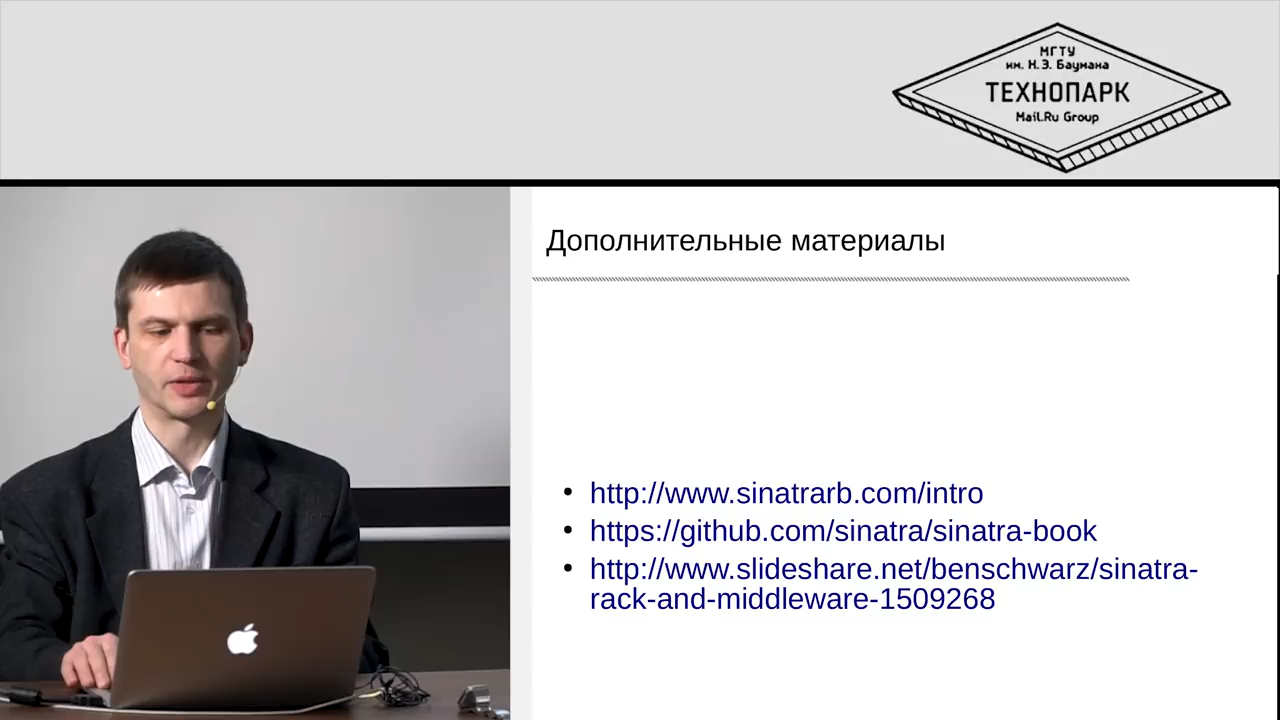 МГТУ
им. Н.Э. Баумана
ТЕХНОПАРК
Mail.Ru Group
Дополнительные материалы
• http://www.sinatrarb.com/intro
• https://github.com/sinatra/sinatra-book
• http://www.slideshare.net/benschwarz/sinatra-
rack-and-middleware-1509268